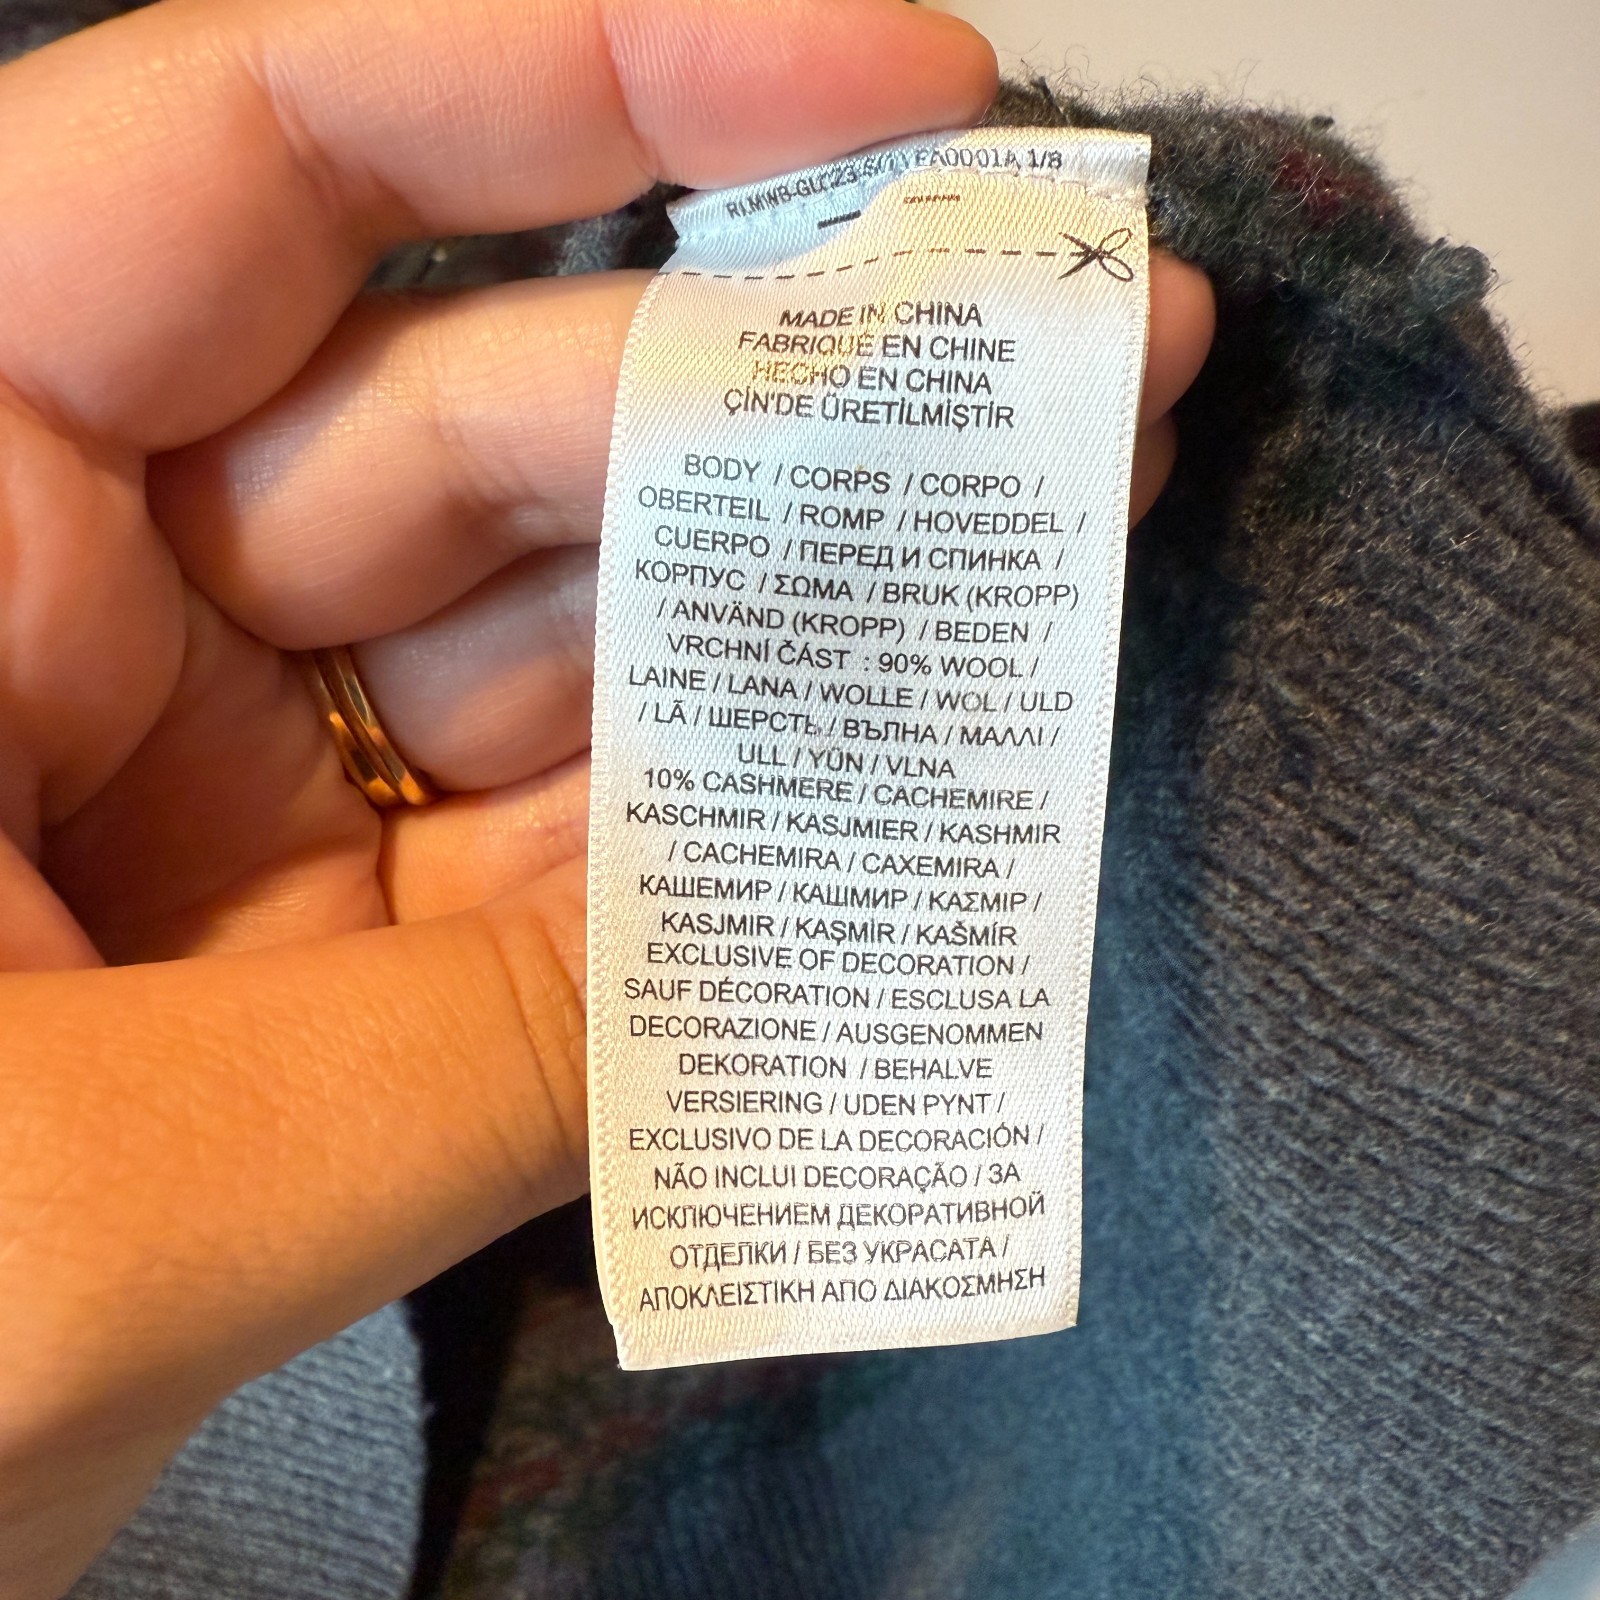 1/8
MADE IN CHINA
FABRIQUÉ EN CHINE
HECHO EN CHINA
ÇİN'DE ÜRETİLMİŞTİR
BODY / CORPS / CORPO /
OBERTEIL / ROMP / HOVEDDEL /
CUERPO / ПЕРЕД И СПИНКА /
КОРПУС / ΣΩΜΑ / BRUK (KROPP)
/ ANVÄND (KROPP) / BEDEN /
VRCHNÍ ČÁST : 90% WOOL /
LAINE / LANA / WOLLE / WOL / ULD
/ LÃ / ШЕРСТЬ / ВЪЛНА / ΜΑΛΛΙ /
ULL / YÜN / VLNA
10% CASHMERE / CACHEMIRE /
KASCHMIR / KASJMIER / KASHMIR
/ CACHEMIRA / CAXEMIRA /
КАШЕМИР / КАШМИР / ΚΑΣΜΙΡ /
KASJMIR / KAŞMİR / KAŠMÍR
EXCLUSIVE OF DECORATION /
SAUF DÉCORATION / ESCLUSA LA
DECORAZIONE / AUSGENOMMEN
DEKORATION / BEHALVE
VERSIERING / UDEN PYNT /
EXCLUSIVO DE LA DECORACIÓN /
NÃO INCLUI DECORAÇÃO / ЗА
ИСКЛЮЧЕНИЕМ ДЕКОРАТИВНОЙ
ОТДЕЛКИ / БЕЗ УКРАСАТА /
ΑΠΟΚΛΕΙΣΤΙΚΗ ΑΠΟ ΔΙΑΚΟΣΜΗΣΗ